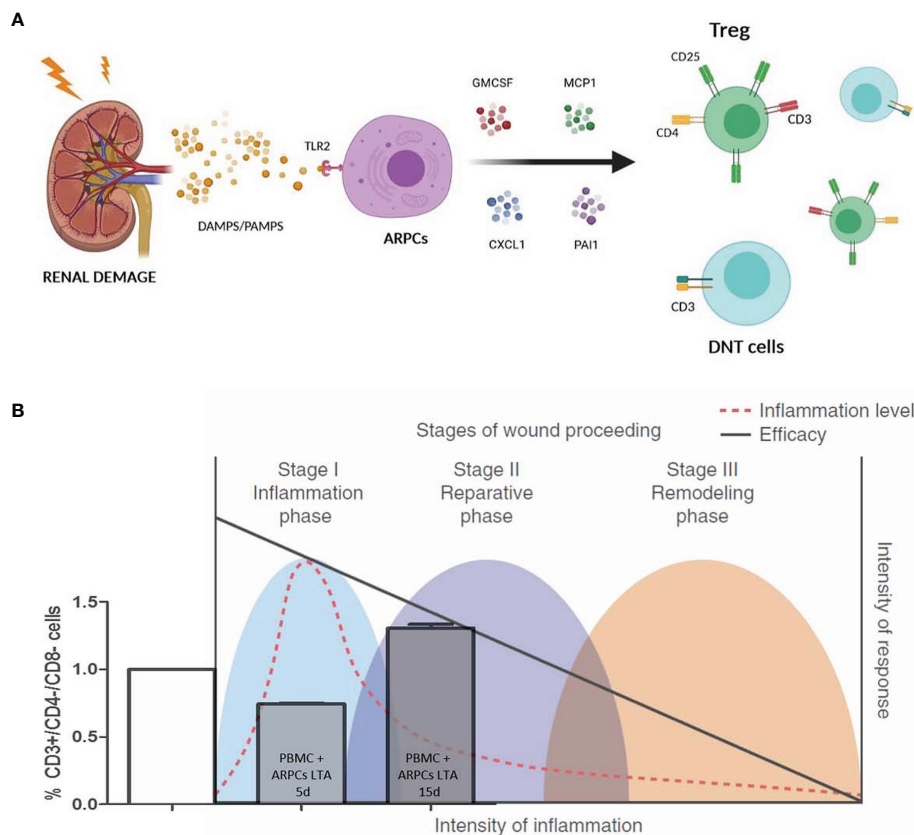 A
Treg
CD25
GMCSF
MCP1
TLR2
CD4
CD3
DAMPS/PAMPS
ARPCs
CXCL1
PAI1
RENAL DEMAGE
CD3
DNT cells
B
Inflammation level
Efficacy
Stages of wound proceeding
Stage I
Inflammation
phase
Stage II
Reparative
phase
Stage III
Remodeling
phase
% CD3+/CD4-/CD8- cells
1.5
1.0
0.5
0.0
PBMC +
ARPCs LTA
5d
PBMC +
ARPCs LTA
15d
Intensity of response
Intensity of inflammation